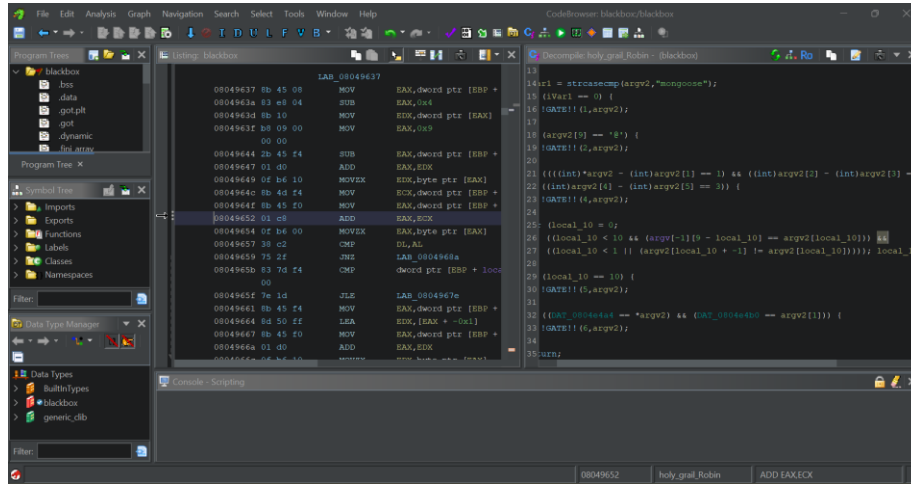 CodeBrowser: blackbox:/blackbox
File Edit Analysis Graph Navigation Search Select Tools Window Help
I D U L F V B
Program Trees
blackbox
.bss
.data
.got.plt
.got
.dynamic
.fini_array
Program Tree
Symbol Tree
Imports
Exports
Functions
Labels
Classes
Namespaces
Filter:
Data Type Manager
Data Types
BuiltInTypes
blackbox
generic_clib
Filter:
Listing: blackbox
LAB_08049637
08049637 8b 45 08 MOV EAX,dword ptr [EBP +
0804963a 83 e8 04 SUB EAX,0x4
0804963d 8b 10 MOV EDX,dword ptr [EAX]
0804963f b8 09 00 MOV EAX,0x9
00 00
08049644 2b 45 f4 SUB EAX,dword ptr [EBP +
08049647 01 d0 ADD EAX,EDX
08049649 0f b6 10 MOVZX EDX,byte ptr [EAX]
0804964c 8b 4d f4 MOV ECX,dword ptr [EBP +
0804964f 8b 45 f0 MOV EAX,dword ptr [EBP +
08049652 01 c8 ADD EAX,ECX
08049654 0f b6 00 MOVZX EAX,byte ptr [EAX]
08049657 38 c2 CMP DL,AL
08049659 75 2f JNZ LAB_0804968a
0804965b 83 7d f4 CMP dword ptr [EBP + loca
00
0804965f 7e 1d JLE LAB_0804967e
08049661 8b 45 f4 MOV EAX,dword ptr [EBP +
08049664 8d 50 ff LEA EDX,[EAX + -0x1]
08049667 8b 45 f0 MOV EAX,dword ptr [EBP +
0804966a 01 d0 ADD EAX,EDX
Decompile: holy_grail_Robin - (blackbox)
Ro
13
14 r1 = strcasecmp(argv2,"mongoose");
15 (iVar1 == 0) {
16 !GATE!!(1,argv2);
17
18 (argv2[9] == '@') {
19 !GATE!!(2,argv2);
20
21 ((((int)*argv2 - (int)argv2[1] == 1) && ((int)argv2[2] - (int)argv2[3] =
22 ((int)argv2[4] - (int)argv2[5] == 3)) {
23 !GATE!!(4,argv2);
24
25 (local_10 = 0;
26 ((local_10 < 10 && (argv[-1][9 - local_10] == argv2[local_10])) &&
27 ((local_10 < 1 || (argv2[local_10 + -1] != argv2[local_10])))); local_1
28
29 (local_10 == 10) {
30 !GATE!!(5,argv2);
31
32 ((DAT_0804e4a4 == *argv2) && (DAT_0804e4b0 == argv2[1])) {
33 !GATE!!(6,argv2);
34
35 urn;
Console - Scripting
08049652 holy_grail_Robin ADD EAX,ECX